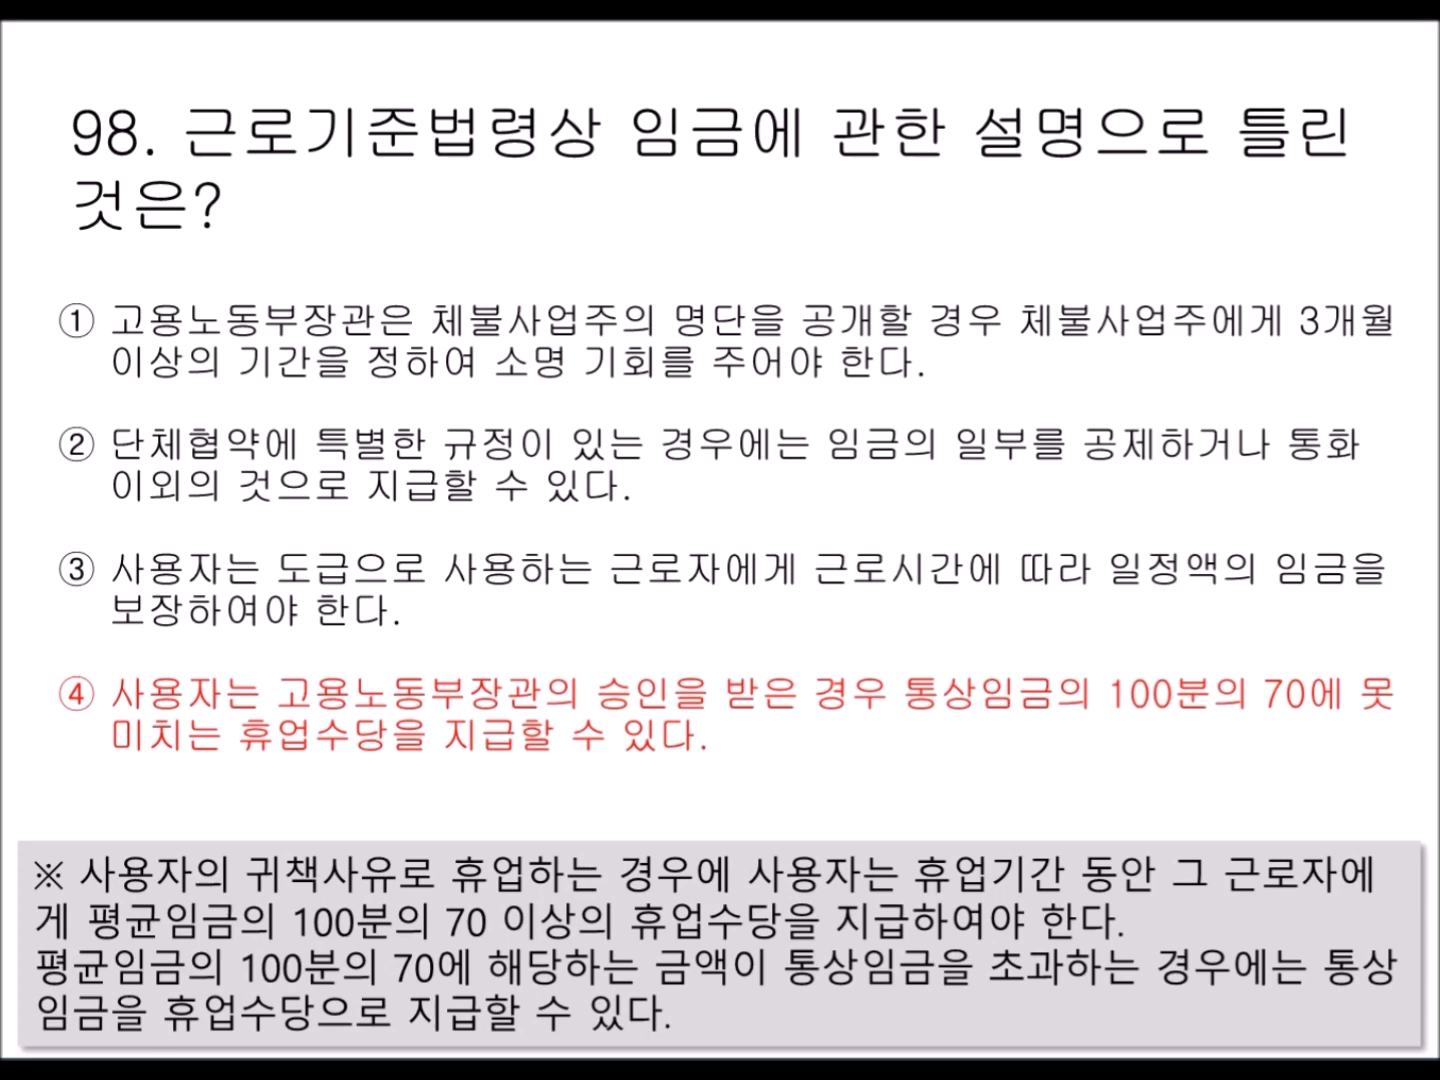 98. 근로기준법령상 임금에 관한 설명으로 틀린
것은?
① 고용노동부장관은 체불사업주의 명단을 공개할 경우 체불사업주에게 3개월
이상의 기간을 정하여 소명 기회를 주어야 한다.
② 단체협약에 특별한 규정이 있는 경우에는 임금의 일부를 공제하거나 통화
이외의 것으로 지급할 수 있다.
③ 사용자는 도급으로 사용하는 근로자에게 근로시간에 따라 일정액의 임금을
보장하여야 한다.
④ 사용자는 고용노동부장관의 승인을 받은 경우 통상임금의 100분의 70에 못
미치는 휴업수당을 지급할 수 있다.
※ 사용자의 귀책사유로 휴업하는 경우에 사용자는 휴업기간 동안 그 근로자에
게 평균임금의 100분의 70 이상의 휴업수당을 지급하여야 한다.
평균임금의 100분의 70에 해당하는 금액이 통상임금을 초과하는 경우에는 통상
임금을 휴업수당으로 지급할 수 있다.